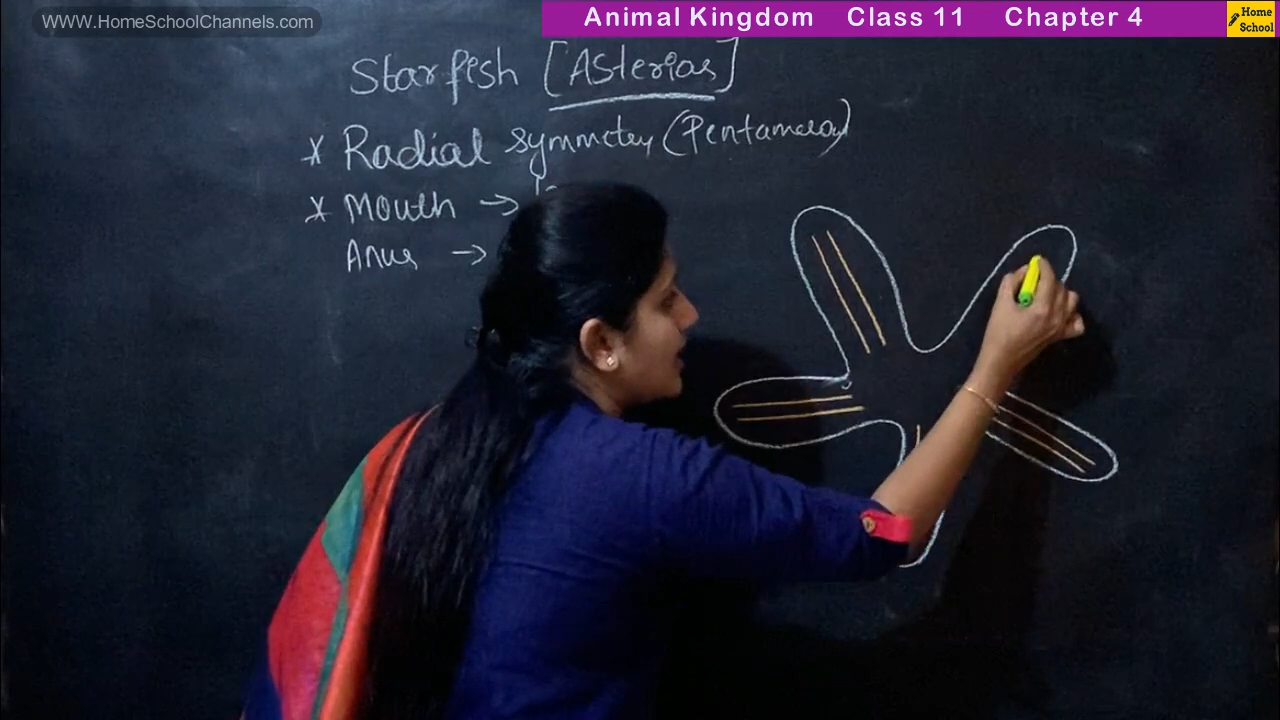 WWW.HomeSchoolChannels.com
Animal Kingdom Class 11 Chapter 4
Home
School
Starfish [Asterias]
* Radial symmetry (Pentamerous)
* Mouth →
Anus →